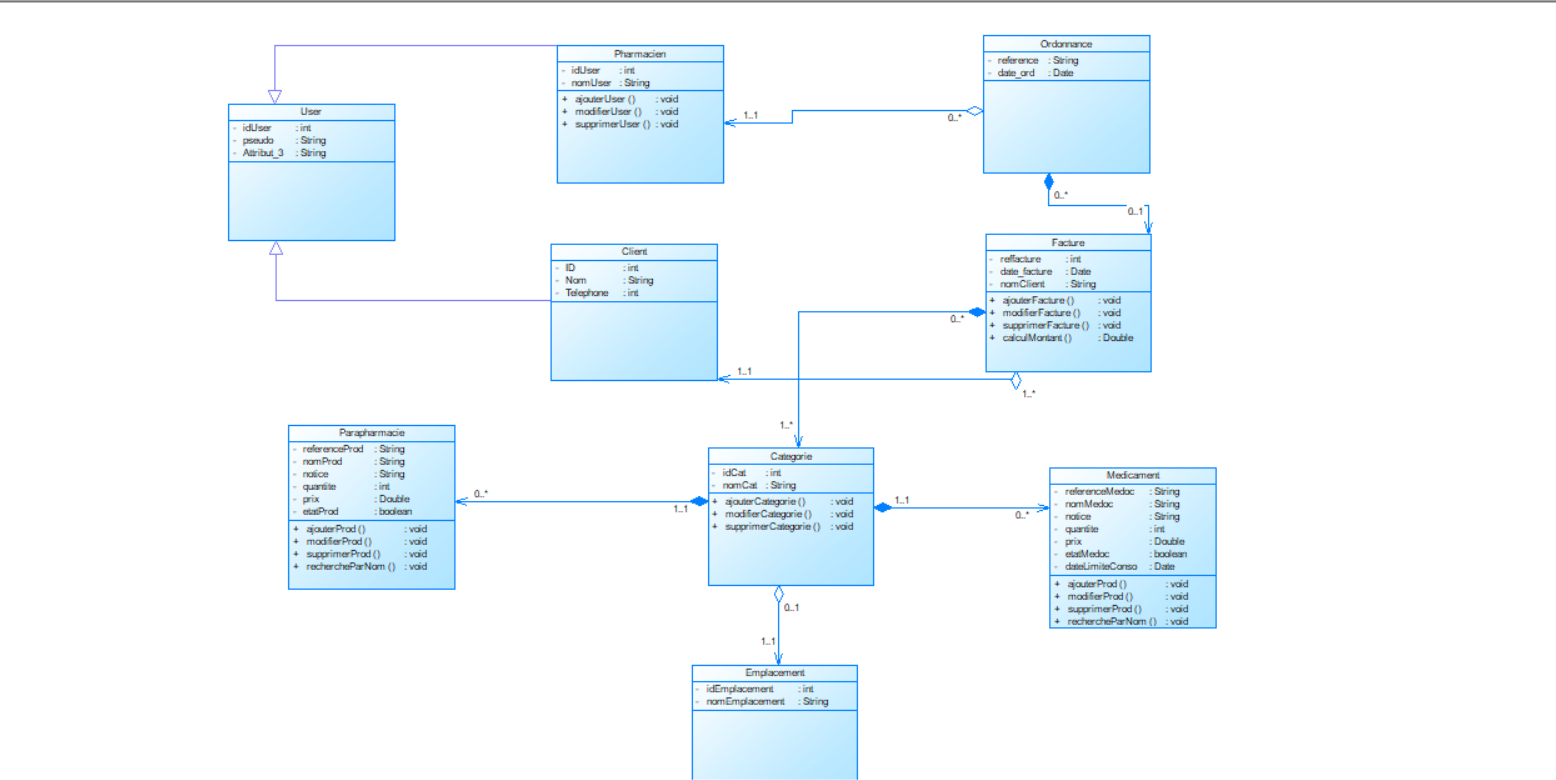 Pharmacien
- idUser : int
- nomUser : String
+ ajouterUser () : void
+ modifierUser () : void
+ supprimerUser () : void
Ordonnance
- reference : String
- date_ord : Date
1..1
0..*
User
- idUser : int
- pseudo : String
- Attribut_3 : String
0..*
0..1
Client
- ID : int
- Nom : String
- Telephone : int
Facture
- reffacture : int
- date_facture : Date
- nomClient : String
+ ajouterFacture () : void
+ modifierFacture () : void
+ supprimerFacture () : void
+ calculMontant () : Double
0..*
1..1
1..*
1..*
Parapharmacie
- referenceProd : String
- nomProd : String
- notice : String
- quantite : int
- prix : Double
- etatProd : boolean
+ ajouterProd () : void
+ modifierProd () : void
+ supprimerProd () : void
+ rechercheParNom () : void
0..*
1..1
Categorie
- idCat : int
- nomCat : String
+ ajouterCategorie () : void
+ modifierCategorie () : void
+ supprimerCategorie () : void
1..1
0..*
Medicament
- referenceMedoc : String
- nomMedoc : String
- notice : String
- quantite : int
- prix : Double
- etatMedoc : boolean
- dateLimiteConso : Date
+ ajouterProd () : void
+ modifierProd () : void
+ supprimerProd () : void
+ rechercheParNom () : void
0..1
1..1
Emplacement
- idEmplacement : int
- nomEmplacement : String